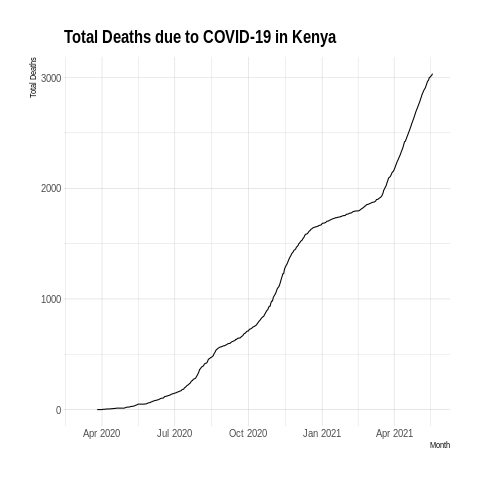 Total Deaths due to COVID-19 in Kenya
Total Deaths
3000
2000
1000
0
Apr 2020
Jul 2020
Oct 2020
Jan 2021
Apr 2021
Month